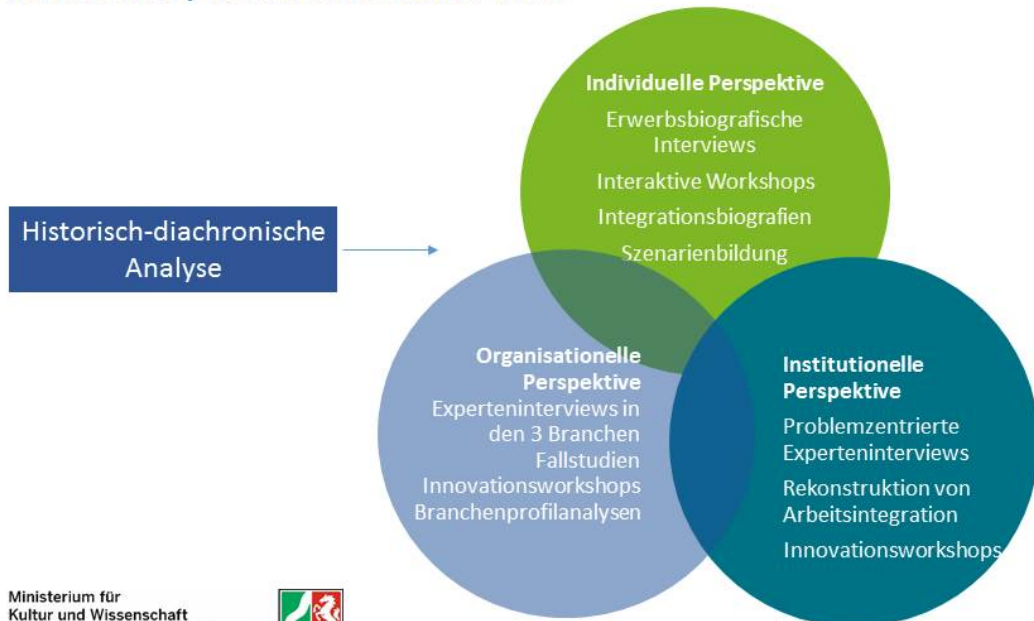 Individuelle Perspektive
Erwerbsbiografische
Interviews
Interaktive Workshops
Integrationsbiografien
Szenarienbildung
Historisch-diachronische
Analyse
Organisationelle
Perspektive
Experteninterviews in
den 3 Branchen
Fallstudien
Innovationsworkshops
Branchenprofilanalysen
Institutionelle
Perspektive
Problemzentrierte
Experteninterviews
Rekonstruktion von
Arbeitsintegration
Innovationsworkshops
Ministerium für
Kultur und Wissenschaft